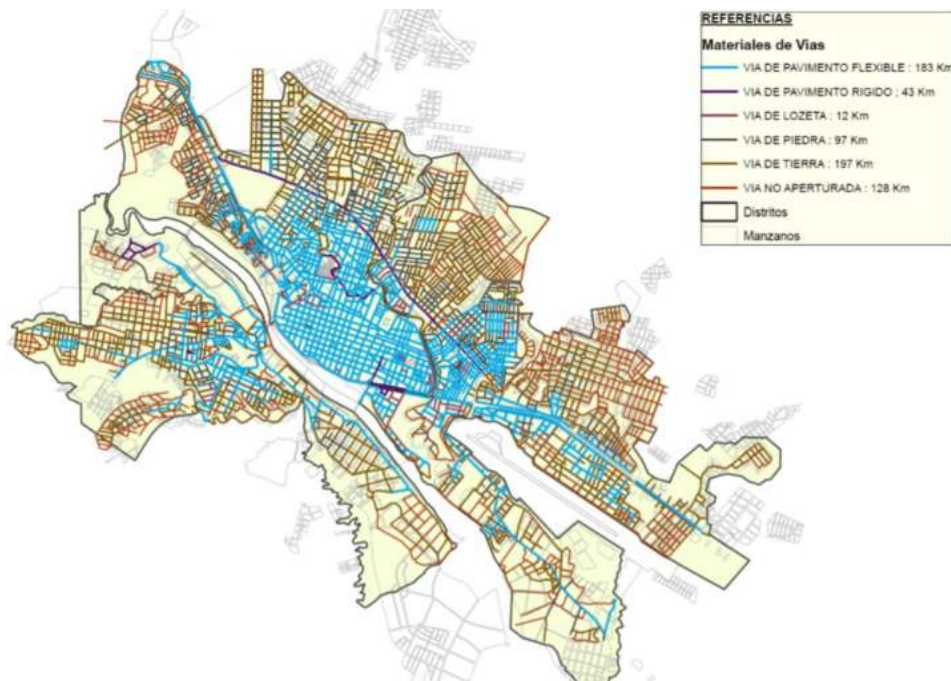 REFERENCIAS
Materiales de Vias
VIA DE PAVIMENTO FLEXIBLE : 183 Km
VIA DE PAVIMENTO RIGIDO : 43 Km
VIA DE LOZETA : 12 Km
VIA DE PIEDRA : 97 Km
VIA DE TIERRA : 197 Km
VIA NO APERTURADA : 128 Km
Distritos
Manzanos